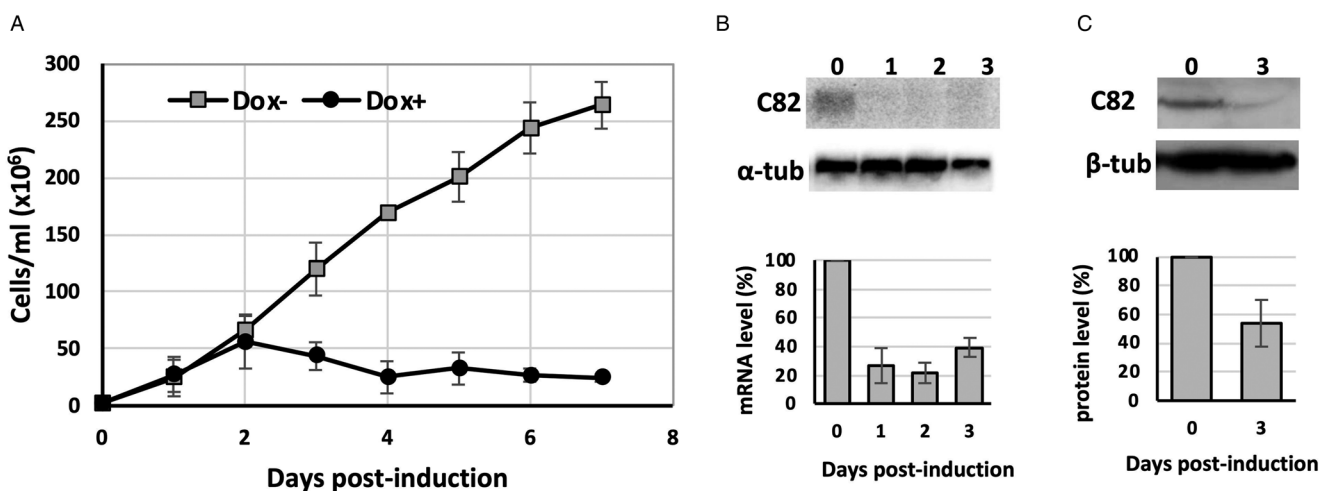 A
300
250
200
150
100
50
0
Cells/ml (x10⁶)
Dox- Dox+
0 2 4 6 8
Days post-induction
B
0 1 2 3
C82
α-tub
100
80
60
40
20
0
mRNA level (%)
0 1 2 3
Days post-induction
C
0 3
C82
β-tub
100
80
60
40
20
0
protein level (%)
0 3
Days post-induction